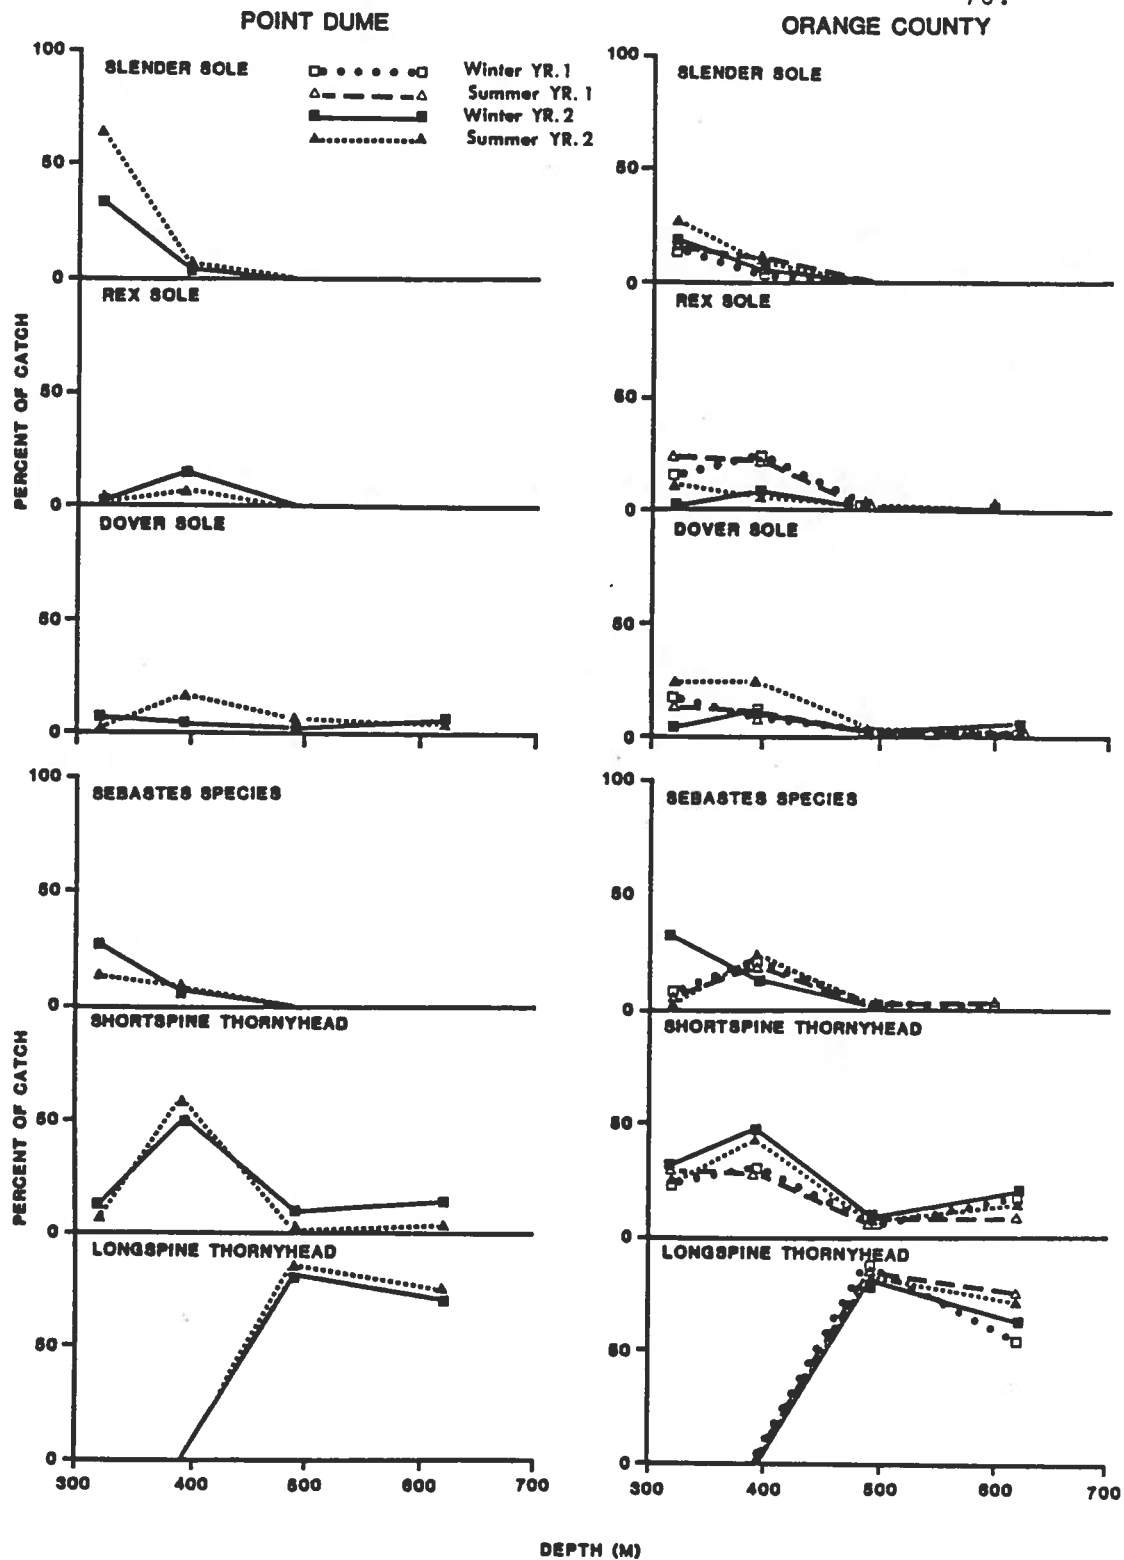 POINT DUME
ORANGE COUNTY
100
SLENDER SOLE
Winter YR. 1
Summer YR. 1
Winter YR. 2
Summer YR. 2
50
0
REX SOLE
50
0
DOVER SOLE
50
0
PERCENT OF CATCH
100
SLENDER SOLE
50
0
REX SOLE
50
0
DOVER SOLE
50
0
100
SEBASTES SPECIES
50
0
SHORTSPINE THORNYHEAD
50
0
LONGSPINE THORNYHEAD
50
0
PERCENT OF CATCH
300 400 500 600 700
100
SEBASTES SPECIES
50
0
SHORTSPINE THORNYHEAD
50
0
LONGSPINE THORNYHEAD
50
0
300 400 500 600 700
DEPTH (M)